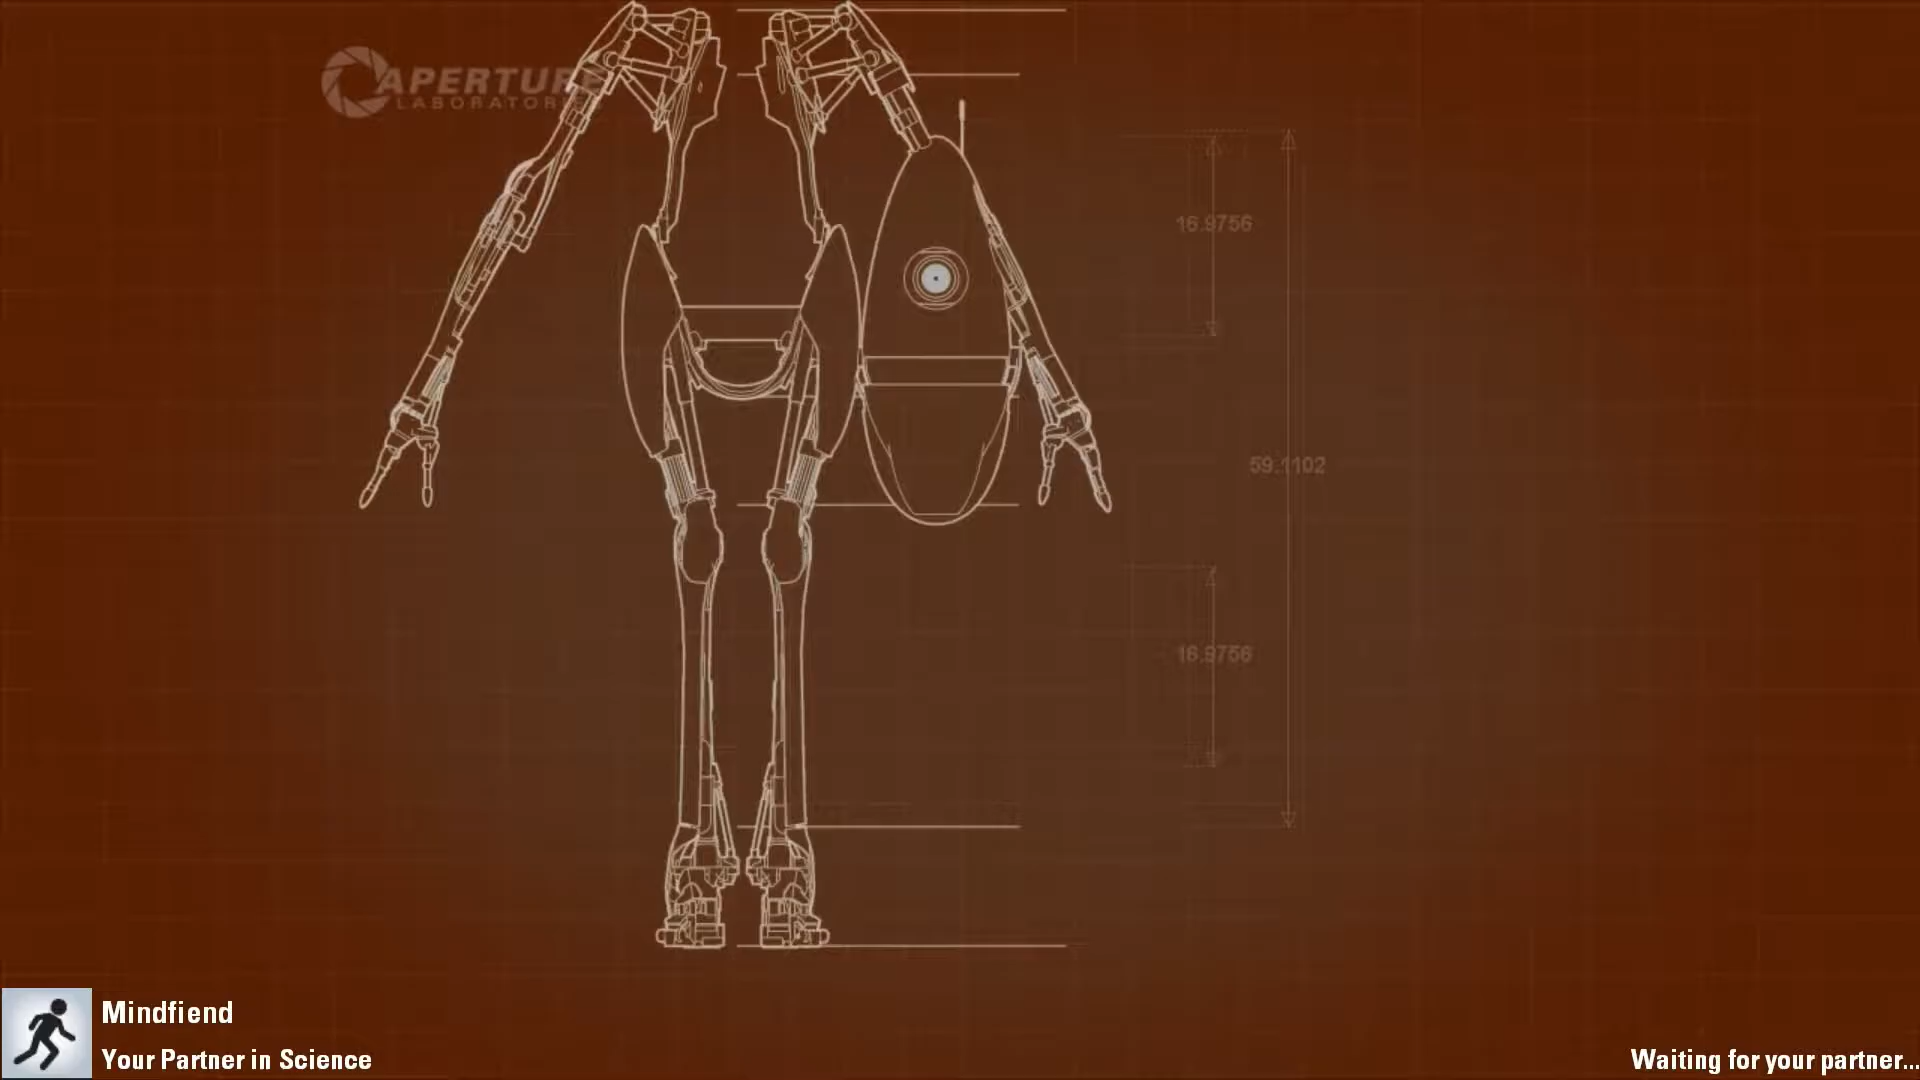 APERTURE
LABORATORIES
16.9756
59.1102
16.9756
Mindfiend
Your Partner in Science
Waiting for your partner...